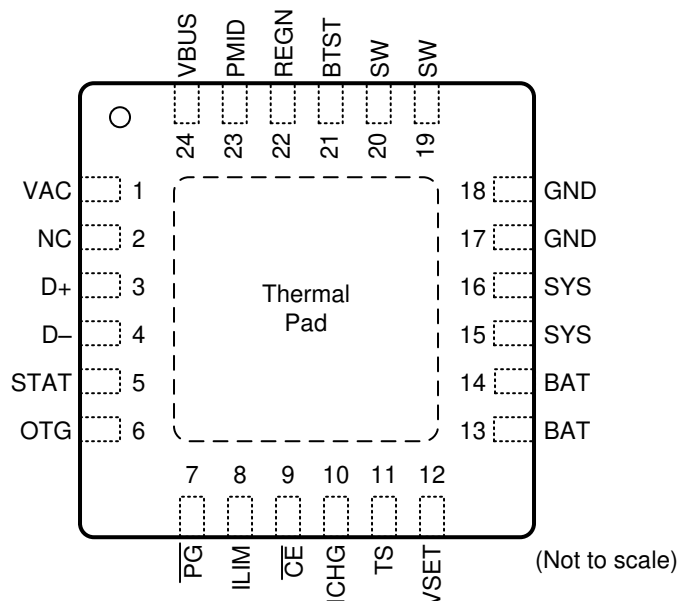 VBUS
PMID
REGN
BTST
SW
SW
24
23
22
21
20
19
VAC 1
NC 2
D+ 3
D– 4
STAT 5
OTG 6
Thermal
Pad
18 GND
17 GND
16 SYS
15 SYS
14 BAT
13 BAT
7
8
9
10
11
12
PG
ILIM
CE
ICHG
TS
VSET
(Not to scale)